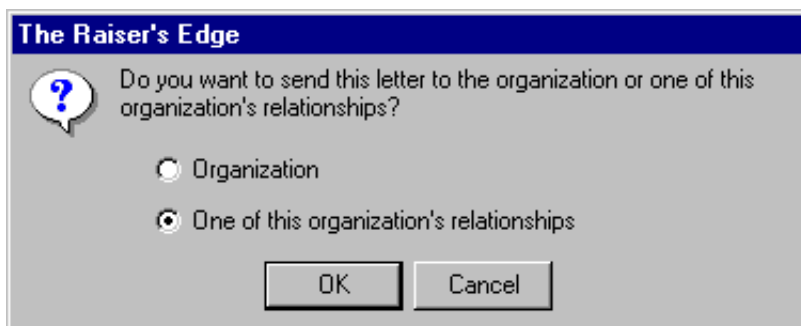 The Raiser's Edge
Do you want to send this letter to the organization or one of this
organization's relationships?
Organization
One of this organization's relationships
OK Cancel